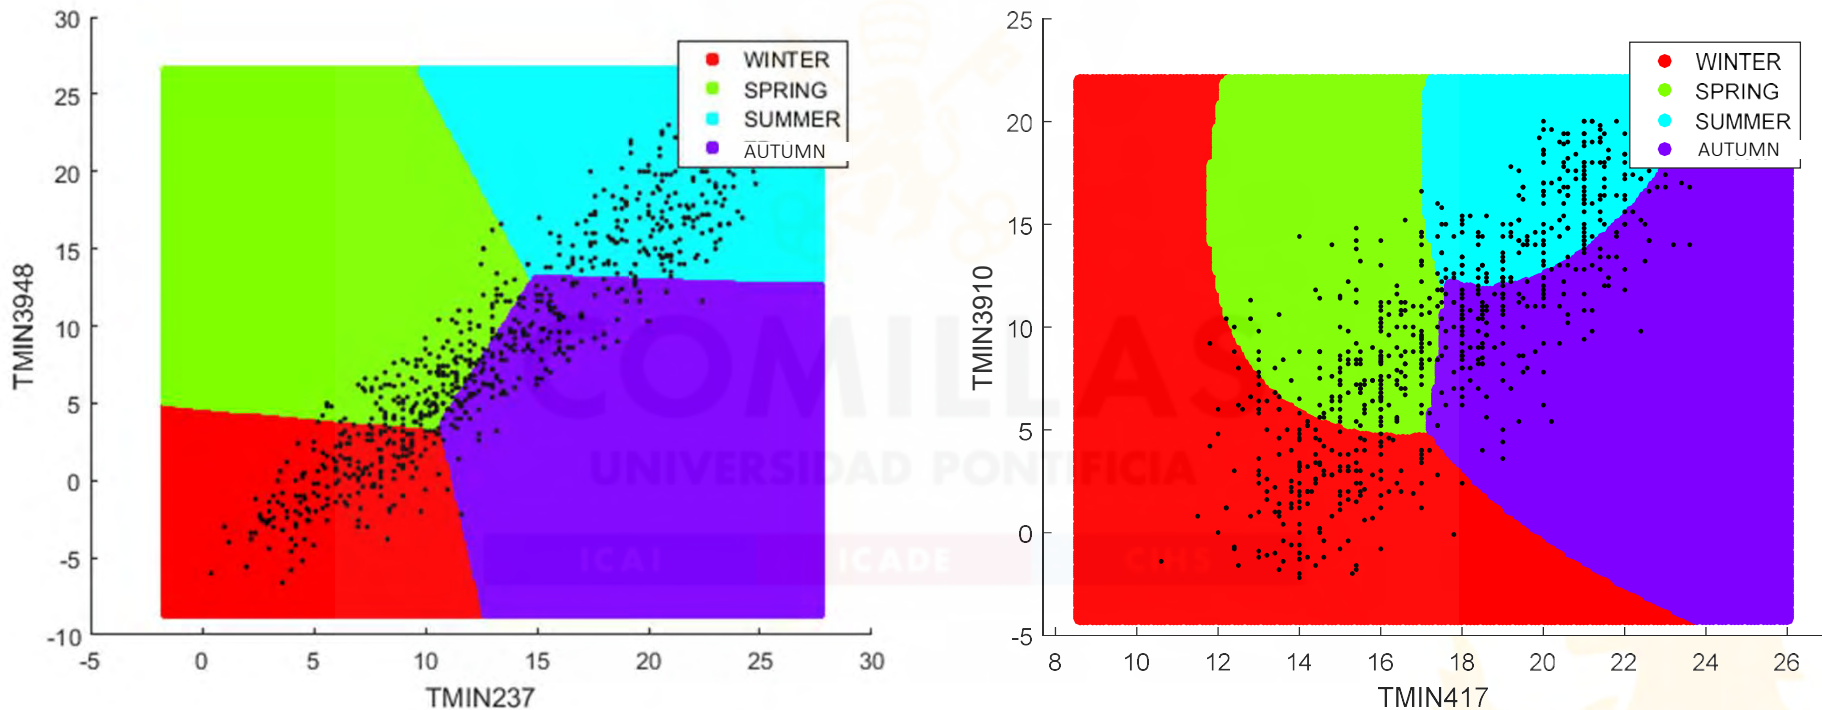 30
25
20
15
10
5
0
-5
-10
-5
0
5
10
15
20
25
30
TMIN3948
TMIN237
WINTER
SPRING
SUMMER
AUTUMN
25
20
15
10
5
0
-5
8
10
12
14
16
18
20
22
24
26
TMIN3910
TMIN417
WINTER
SPRING
SUMMER
AUTUMN
COMILLAS
UNIVERSIDAD PONTIFICIA
ICAI
ICADE
CIHS